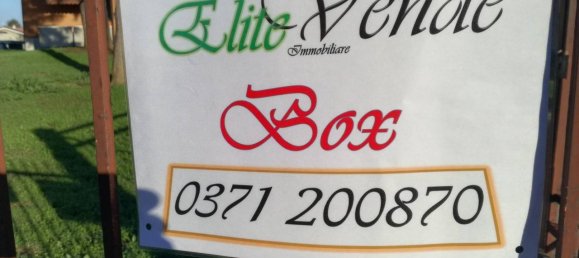 Elite Vende
Immobiliare
Box
0371 200870